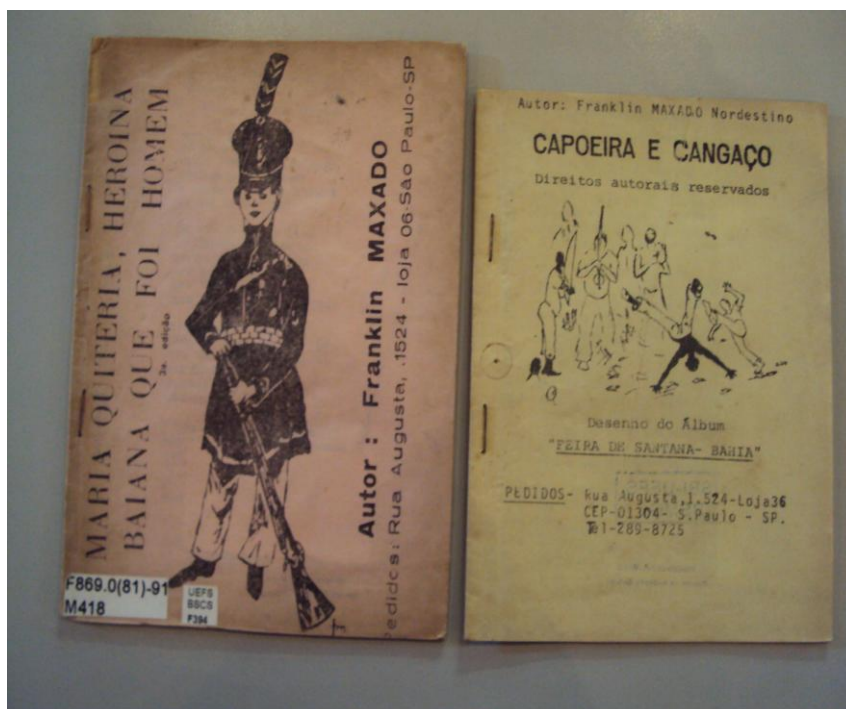 MARIA QUITERIA, HEROINA
BAIANA QUE FOI HOMEM
3a. edição
Autor : Franklin MAXADO
Pedidos: Rua Augusta, .1524 - loja 06-São Paulo-SP
F869.0(81)-91
M418
UEFS
BSCS
F394
Autor: Franklin MAXADO Nordestino
CAPOEIRA E CANGAÇO
Direitos autorais reservados
Desenho do Álbum
"FEIRA DE SANTANA- BAHIA"
PEDIDOS- Rua Augusta,1.524-Loja36
CEP-01304- S.Paulo - SP.
Tel-289-8725